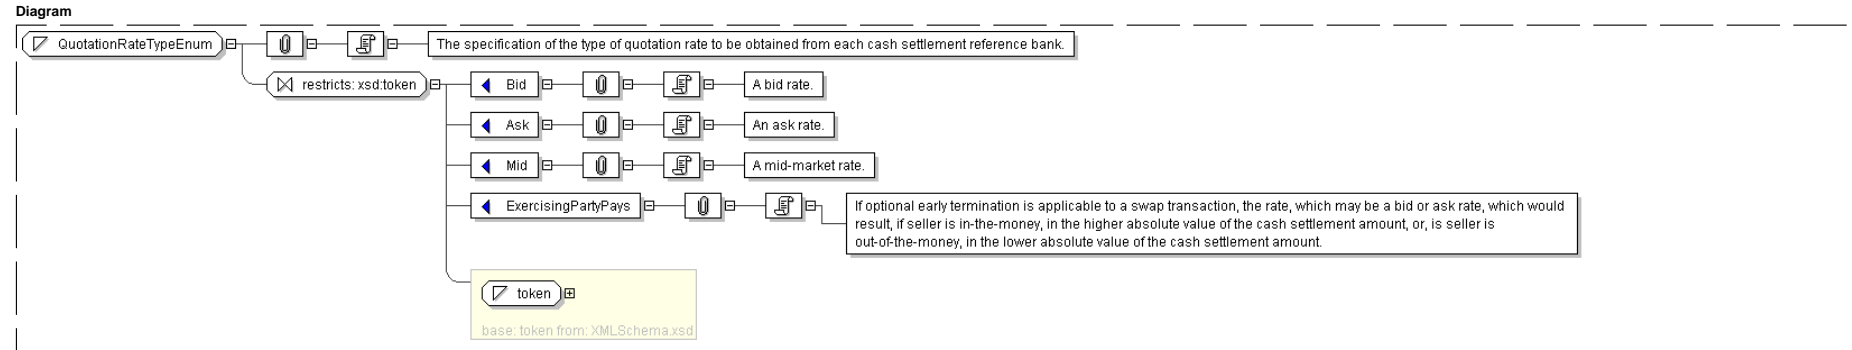 Diagram
QuotationRateTypeEnum
The specification of the type of quotation rate to be obtained from each cash settlement reference bank.
restricts: xsd:token
Bid
A bid rate.
Ask
An ask rate.
Mid
A mid-market rate.
ExercisingPartyPays
If optional early termination is applicable to a swap transaction, the rate, which may be a bid or ask rate, which would
result, if seller is in-the-money, in the higher absolute value of the cash settlement amount, or, is seller is
out-of-the-money, in the lower absolute value of the cash settlement amount.
token
base: token from: XMLSchema.xsd